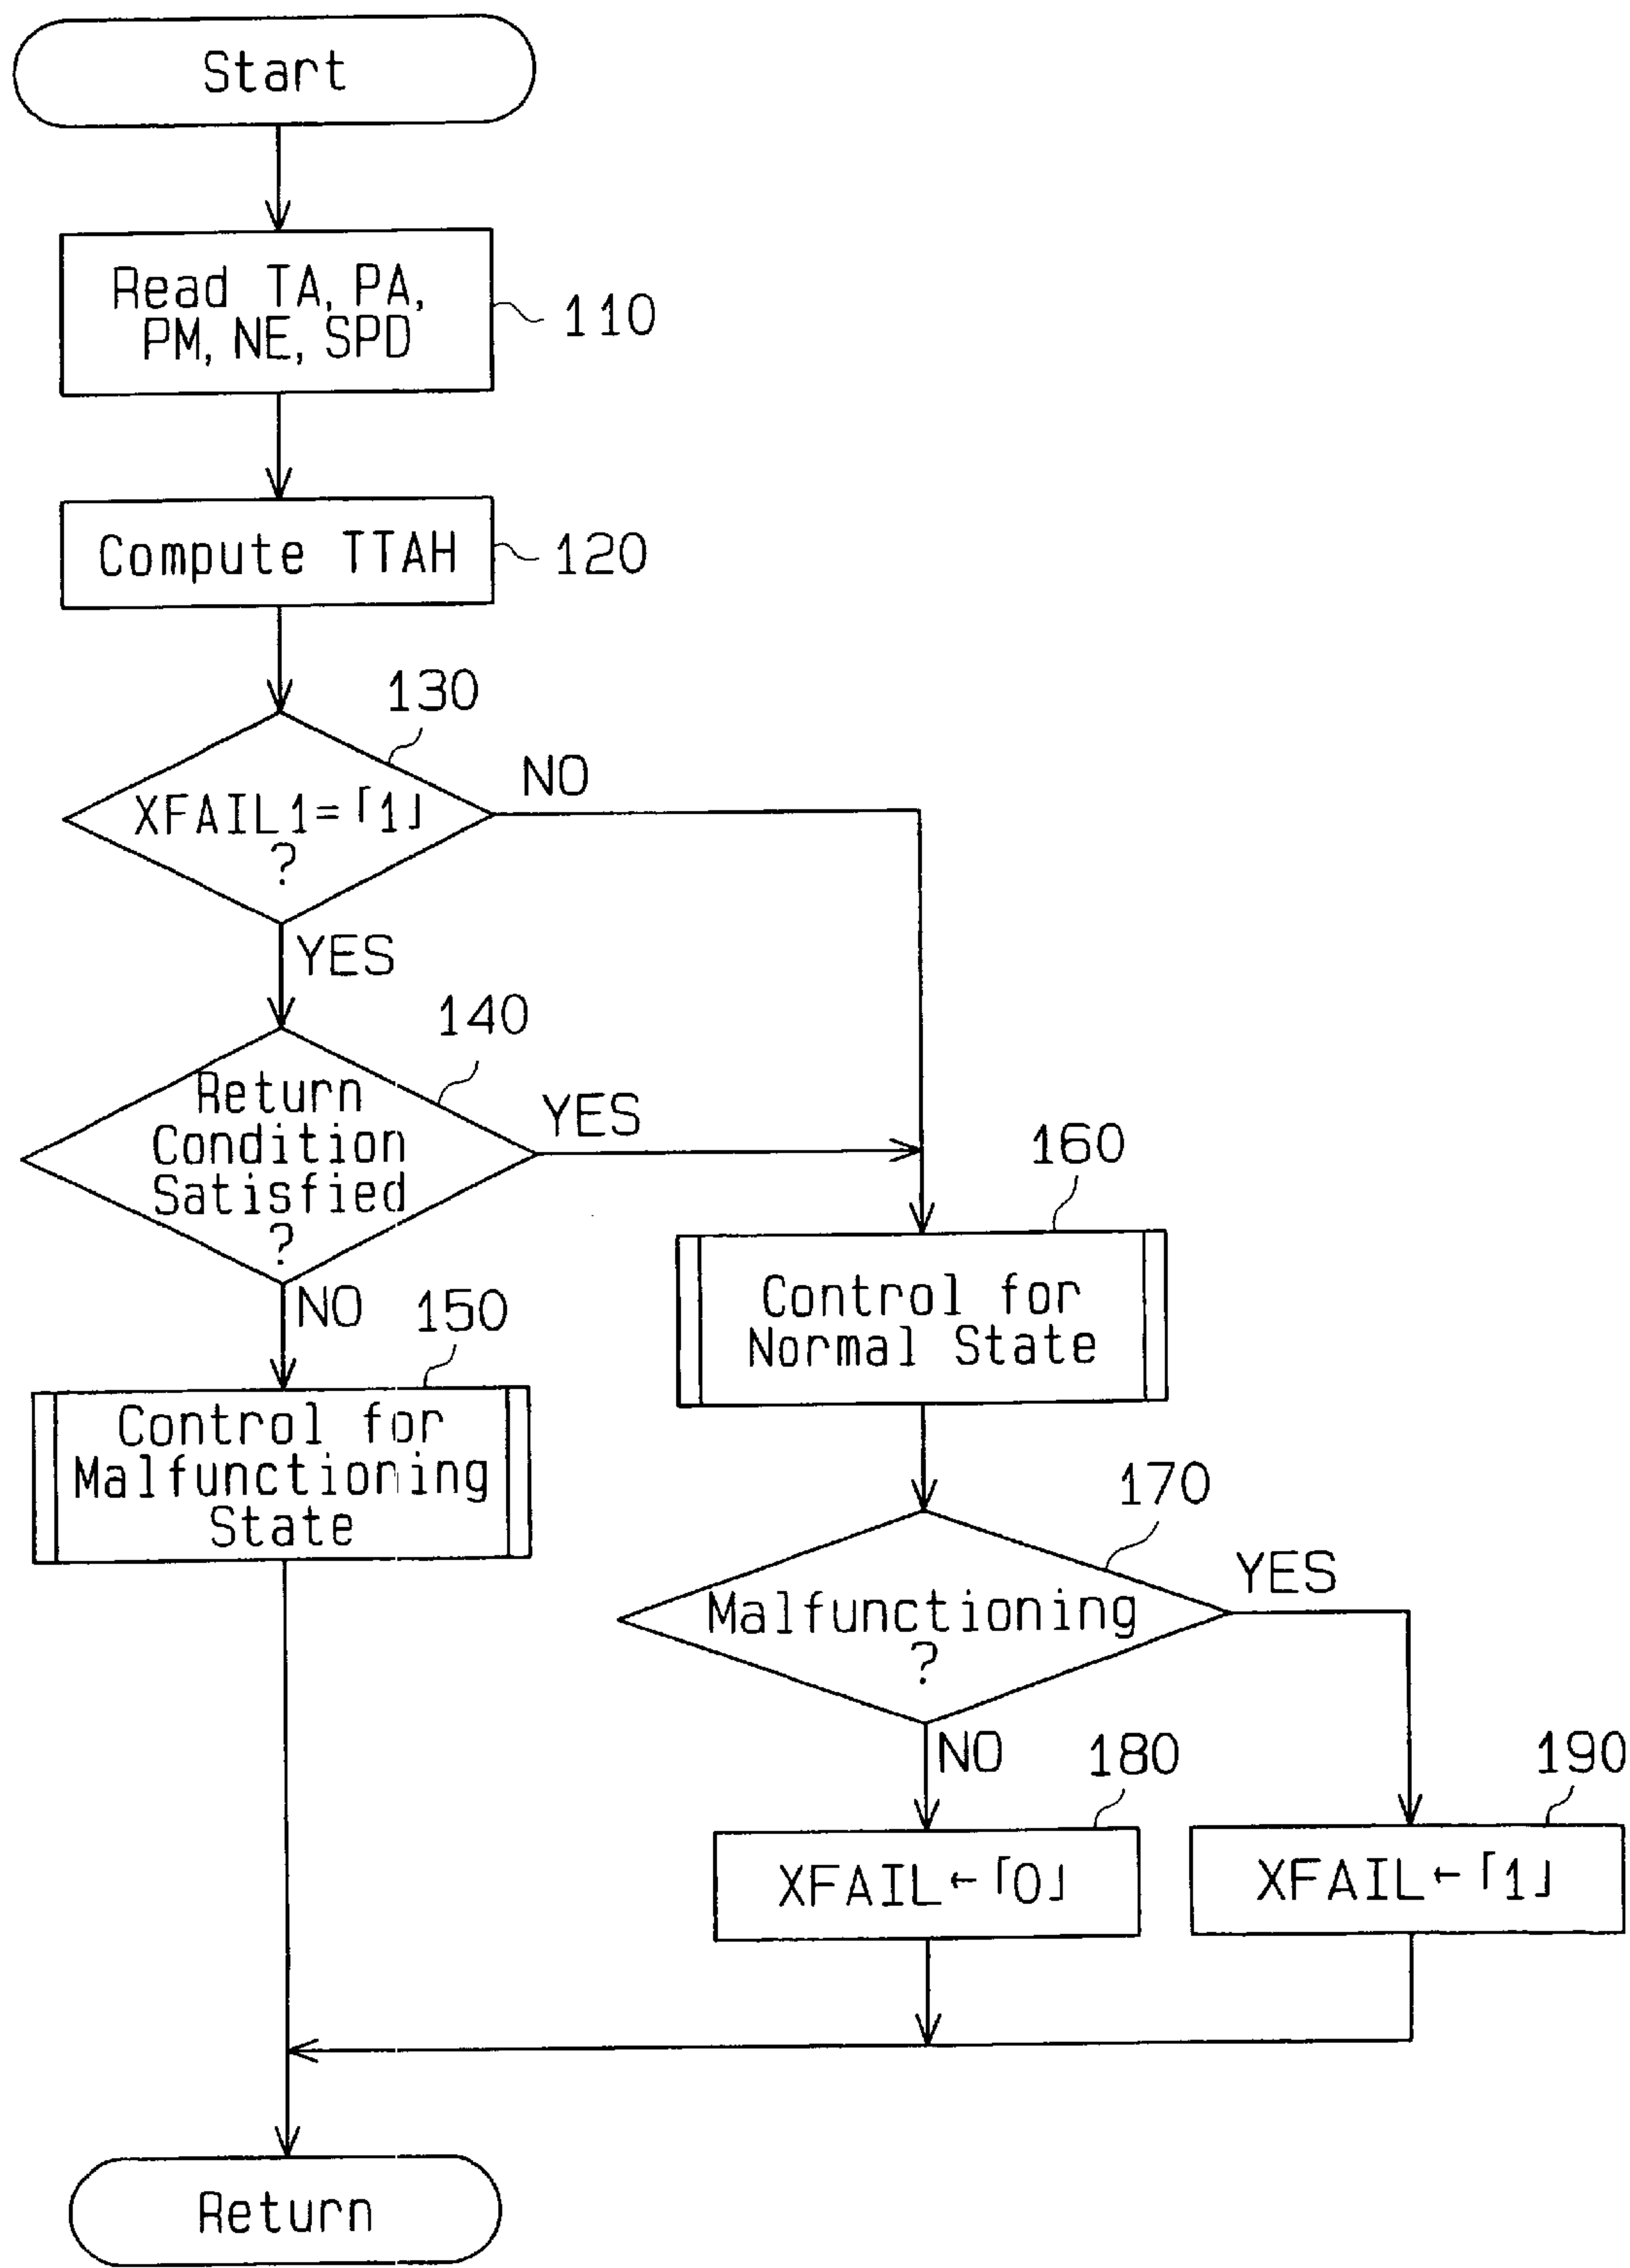 Start
Read TA, PA,
PM, NE, SPD
110
Compute TTAH
120
130
XFAIL1=「1」
?
NO
YES
140
Return
Condition
Satisfied
?
YES
NO
150
Control for
Malfunctioning
State
160
Control for
Normal State
170
Malfunctioning
?
YES
NO
180
XFAIL←「0」
190
XFAIL←「1」
Return